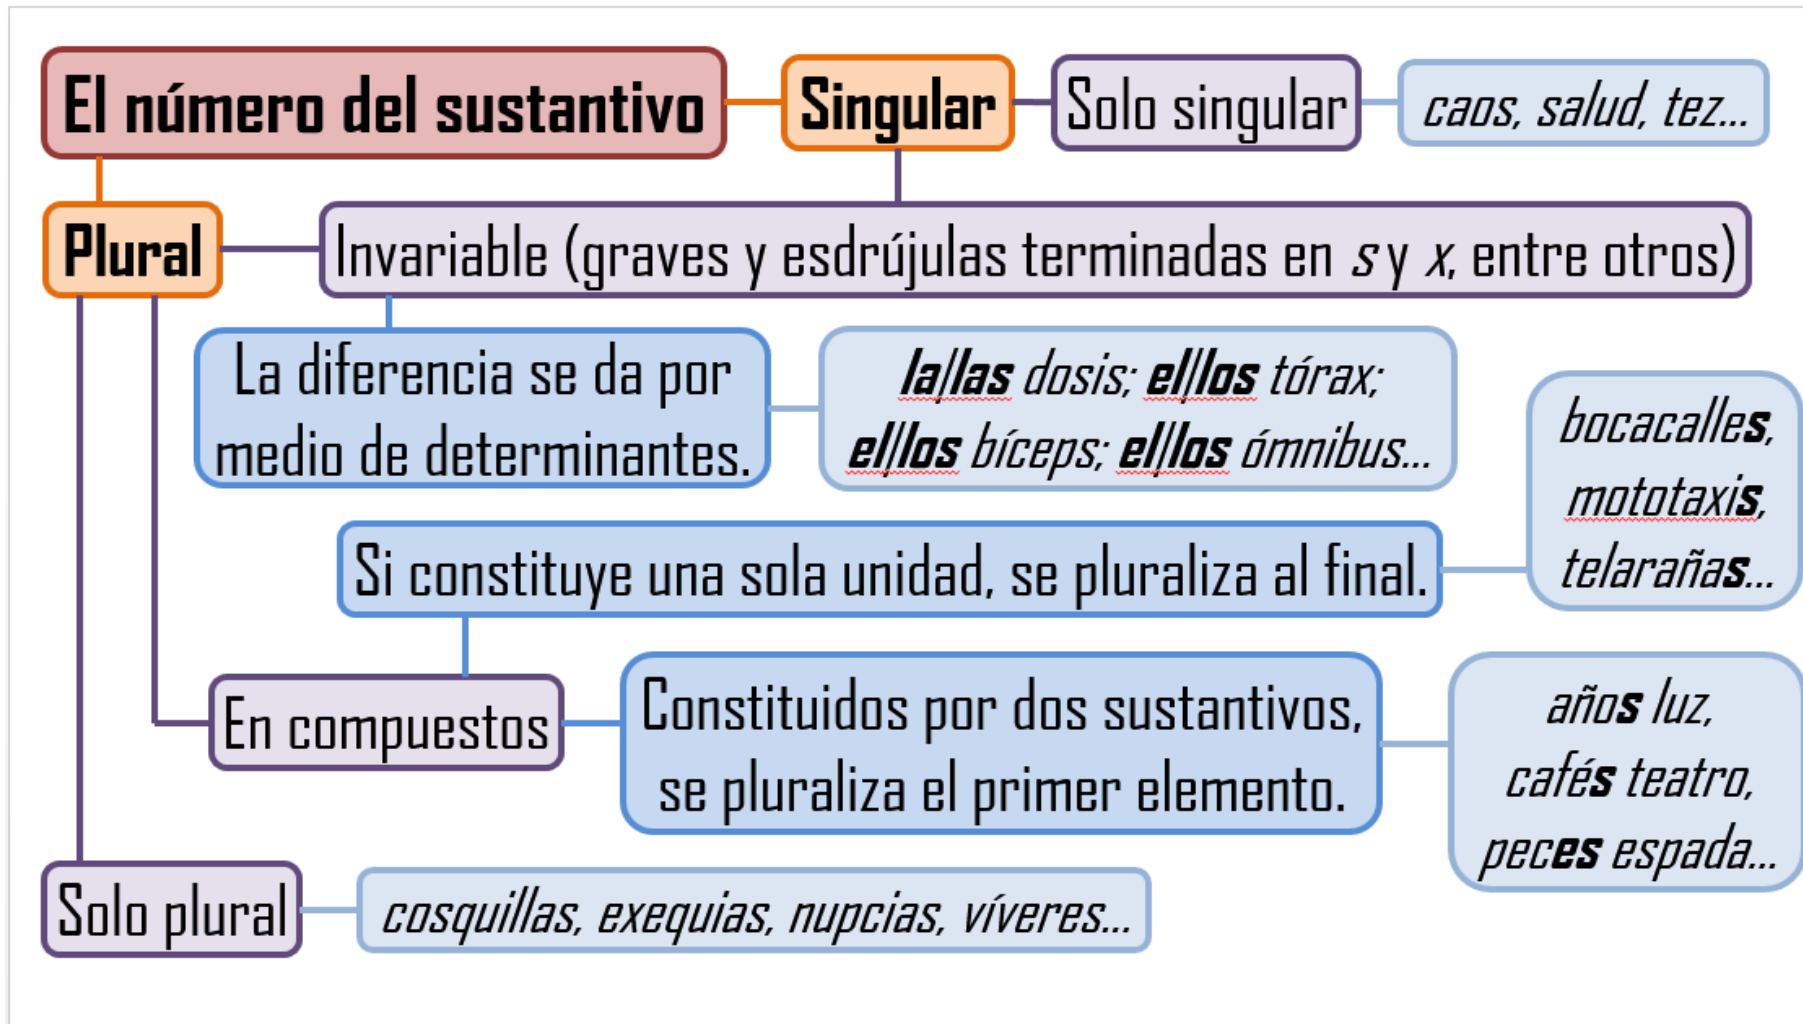 El número del sustantivo
Singular
Solo singular
caos, salud, tez...
Plural
Invariable (graves y esdrújulas terminadas en s y x, entre otros)
La diferencia se da por
medio de determinantes.
la/las dosis; el/los tórax;
el/los bíceps; el/los ómnibus...
bocacalles,
mototaxis,
telarañas...
Si constituye una sola unidad, se pluraliza al final.
En compuestos
Constituidos por dos sustantivos,
se pluraliza el primer elemento.
años luz,
cafés teatro,
peces espada...
Solo plural
cosquillas, exequias, nupcias, víveres...